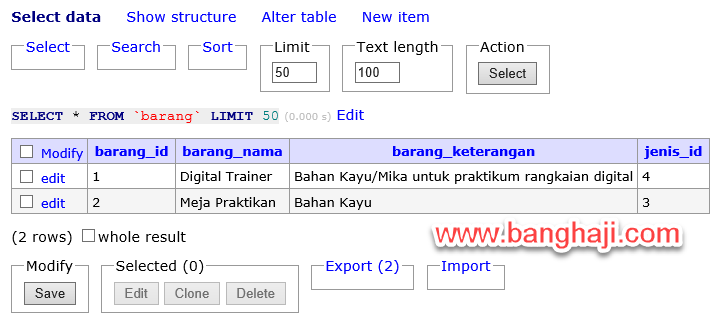 Select data Show structure Alter table New item
Select Search Sort Limit Text length Action
50 100 Select
SELECT * FROM `barang` LIMIT 50 (0.000 s) Edit
Modify barang_id barang_nama barang_keterangan jenis_id
edit 1 Digital Trainer Bahan Kayu/Mika untuk praktikum rangkaian digital 4
edit 2 Meja Praktikan Bahan Kayu 3
www.banghaji.com
(2 rows) whole result
Modify Selected (0) Export (2) Import
Save Edit Clone Delete